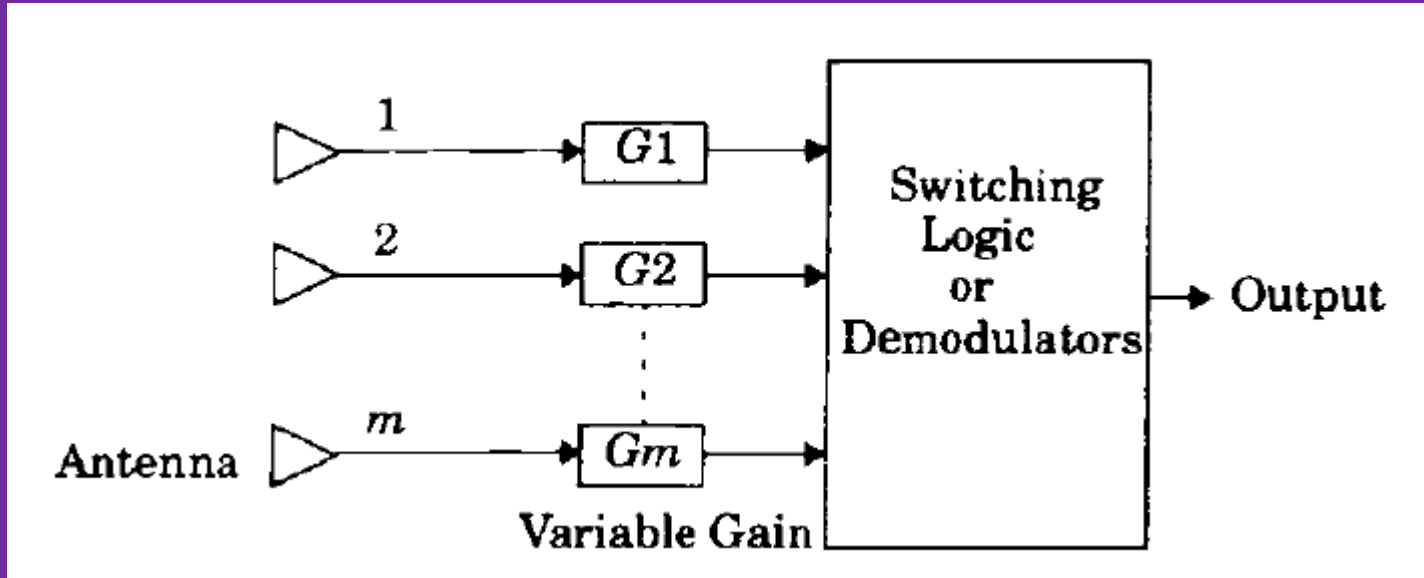 1
G1
2
G2
m
Gm
Antenna
Variable Gain
Switching
Logic
or
Demodulators
Output